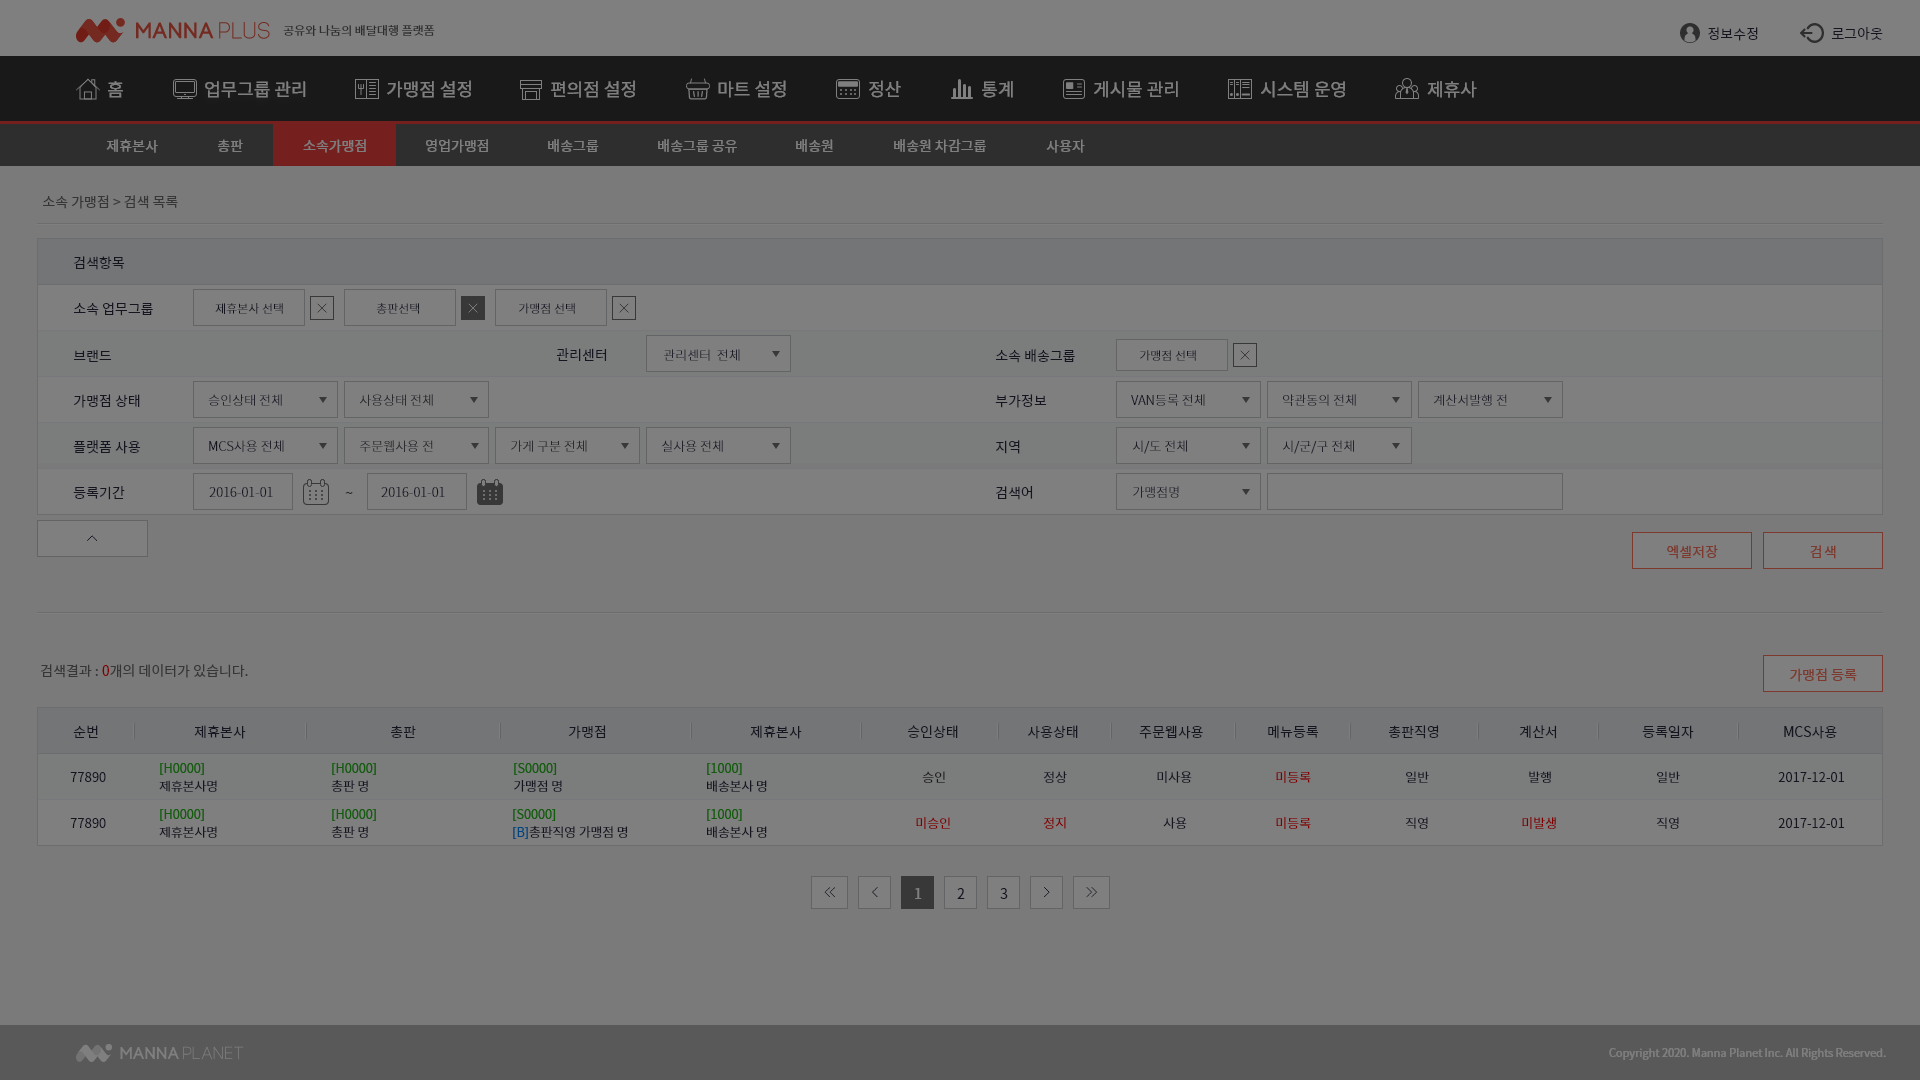 MANNA PLUS 공유와 나눔의 배달대행 플랫폼
정보수정 로그아웃
홈 업무그룹 관리 가맹점 설정 편의점 설정 마트 설정 정산 통계 게시물 관리 시스템 운영 제휴사
제휴본사 총판 소속가맹점 영업가맹점 배송그룹 배송그룹 공유 배송원 배송원 차감그룹 사용자
소속 가맹점 > 검색 목록
검색항목
소속 업무그룹 제휴본사 선택 총판선택 가맹점 선택
브랜드 관리센터 관리센터 전체 소속 배송그룹 가맹점 선택
가맹점 상태 승인상태 전체 사용상태 전체 부가정보 VAN등록 전체 약관동의 전체 계산서발행 전
플랫폼 사용 MCS사용 전체 주문웹사용 전 가게 구분 전체 실사용 전체 지역 시/도 전체 시/군/구 전체
등록기간 2016-01-01 ~ 2016-01-01 검색어 가맹점명
엑셀저장 검색
검색결과 : 0개의 데이터가 있습니다.
가맹점 등록
순번 제휴본사 총판 가맹점 제휴본사 승인상태 사용상태 주문웹사용 메뉴등록 총판직영 계산서 등록일자 MCS사용
[H0000] [H0000] [S0000] [1000]
77890 제휴본사명 총판 명 가맹점 명 배송본사 명 승인 정상 미사용 미등록 일반 발행 일반 2017-12-01
[H0000] [H0000] [S0000] [1000]
77890 제휴본사명 총판 명 [B]총판직영 가맹점 명 배송본사 명 미승인 정지 사용 미등록 직영 미발생 직영 2017-12-01
1 2 3
MANNA PLANET
Copyright 2020. Manna Planet Inc. All Rights Reserved.